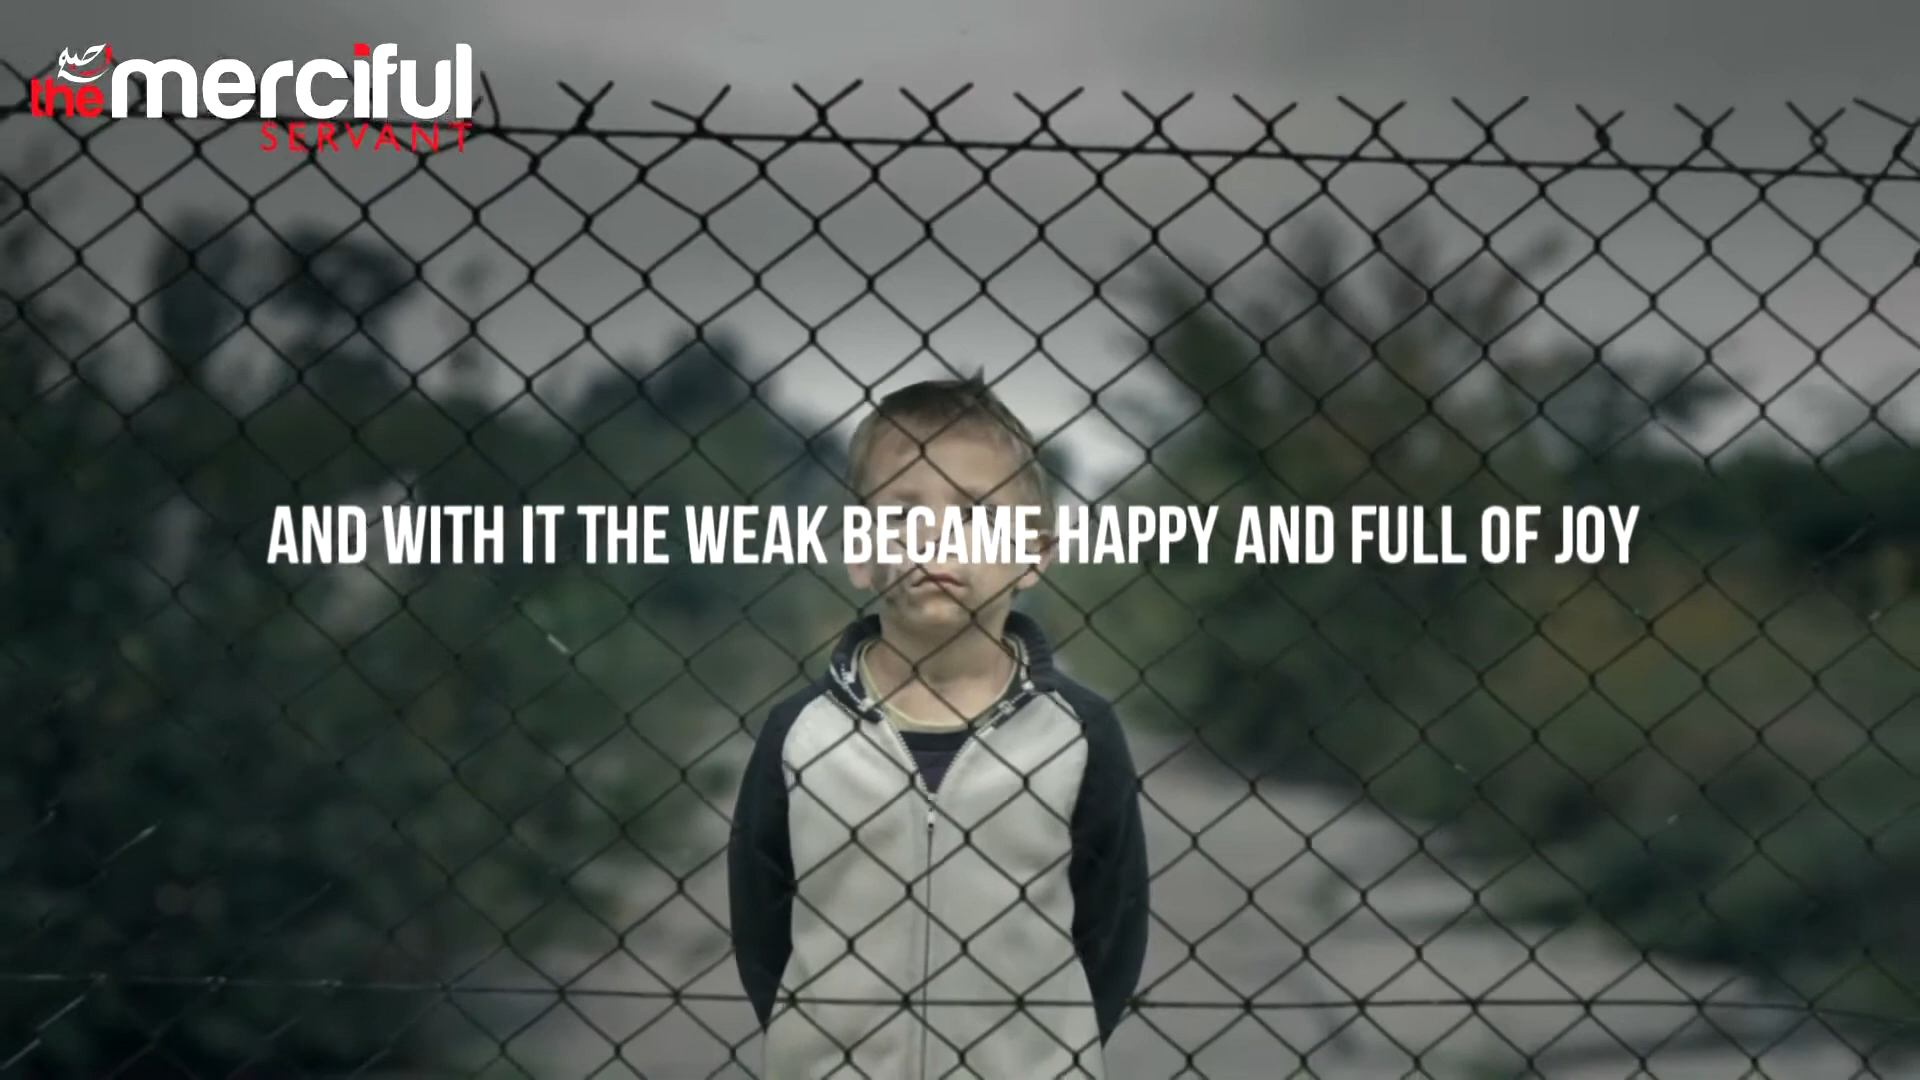 the merciful
SERVANT
AND WITH IT THE WEAK BECAME HAPPY AND FULL OF JOY